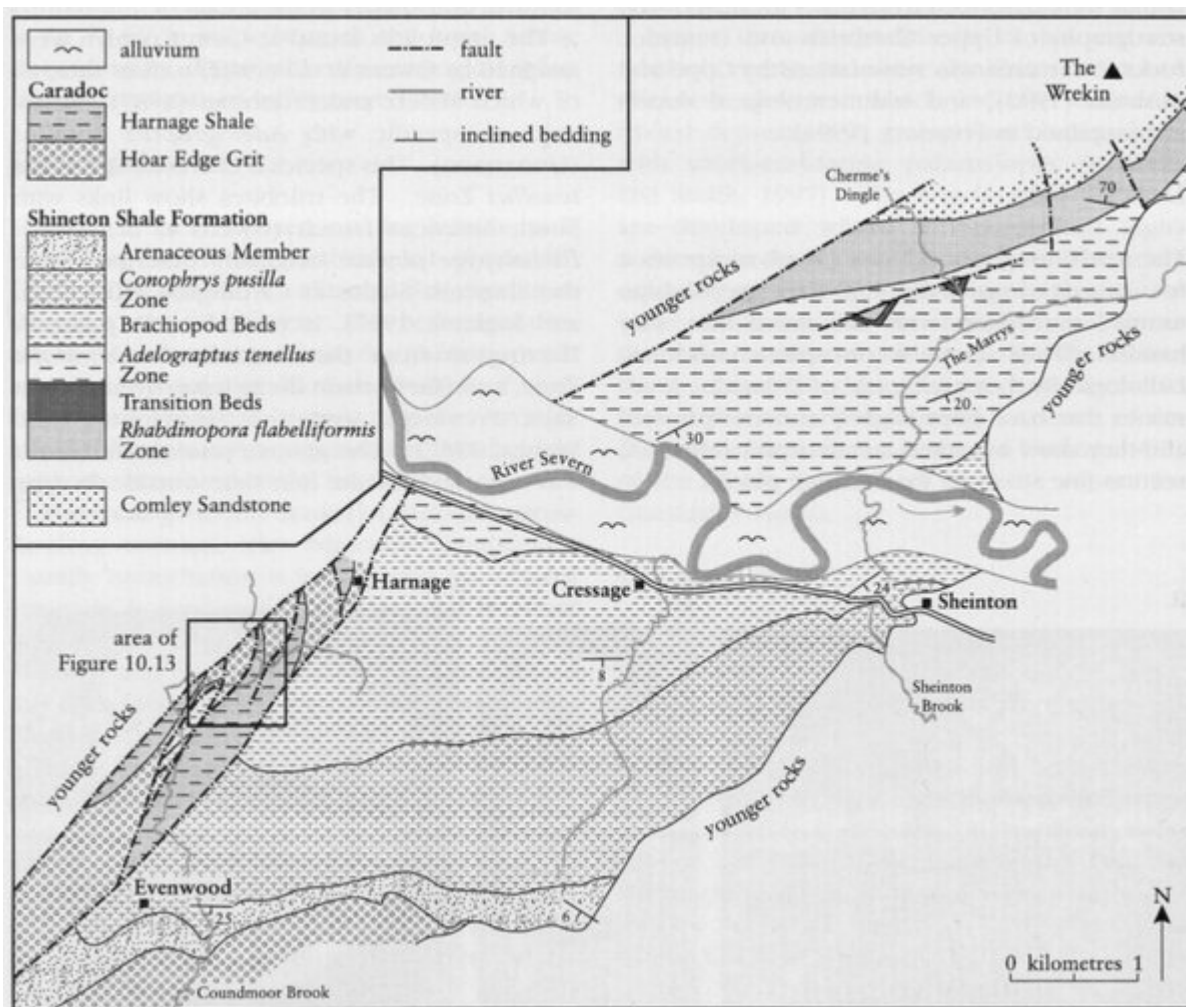 alluvium
Caradoc
Harnage Shale
Hoar Edge Grit
Shineton Shale Formation
Arenaceous Member
Conophrys pusilla
Zone
Brachiopod Beds
Adelograptus tenellus
Zone
Transition Beds
Rhabdinopora flabelliformis
Zone
Comley Sandstone
fault
river
inclined bedding
The
Wrekin
Cherme's
Dingle
70
younger rocks
The Marrys
younger rocks
20
30
River Severn
Harnage
Cressage
24
Sheinton
area of
Figure 10.13
8
Sheinton
Brook
younger rocks
younger rocks
Evenwood
25
6
Coundmoor Brook
N
0 kilometres 1